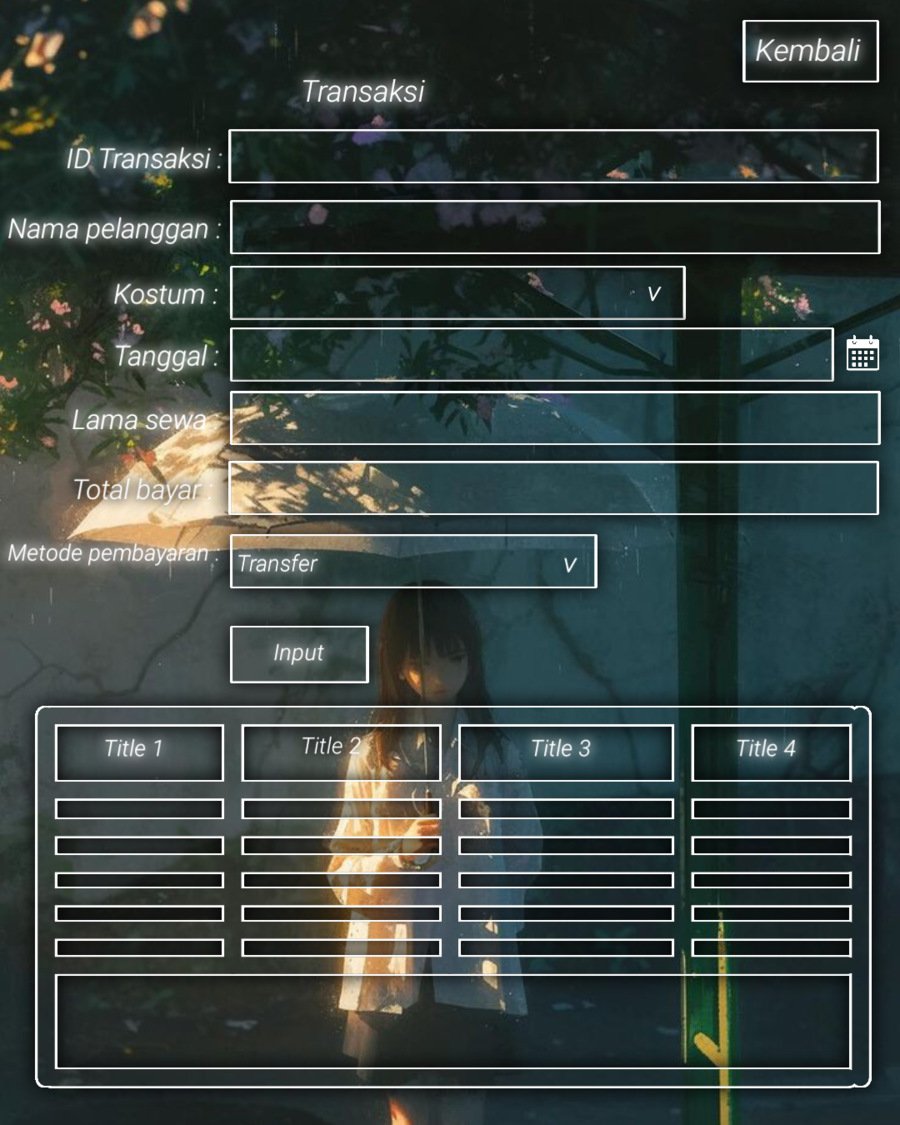 Kembali
Transaksi
ID Transaksi :
Nama pelanggan :
Kostum :
V
Tanggal :
Lama sewa :
Total bayar :
Metode pembayaran :
Transfer
V
Input
Title 1
Title 2
Title 3
Title 4